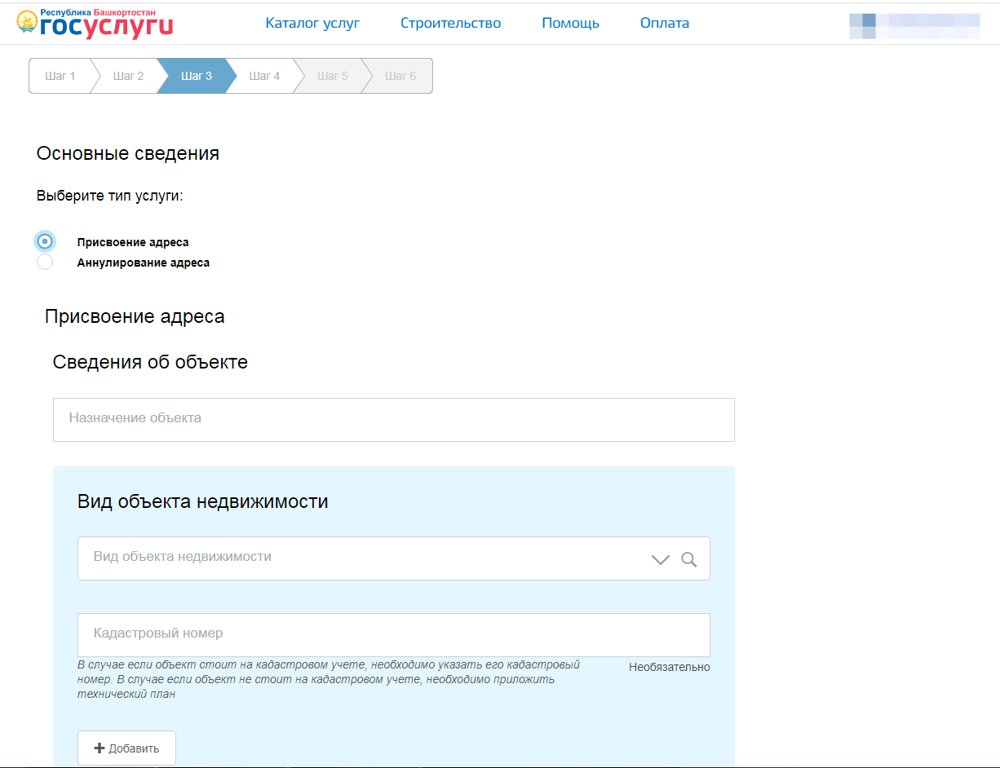 Республика Башкортостан
госуслуги
Каталог услуг Строительство Помощь Оплата
Шаг 1 Шаг 2 Шаг 3 Шаг 4 Шаг 5 Шаг 6
Основные сведения
Выберите тип услуги:
Присвоение адреса
Аннулирование адреса
Присвоение адреса
Сведения об объекте
Назначение объекта
Вид объекта недвижимости
Вид объекта недвижимости
Кадастровый номер
В случае если объект стоит на кадастровом учете, необходимо указать его кадастровый
номер. В случае если объект не стоит на кадастровом учете, необходимо приложить
технический план
Необязательно
Добавить